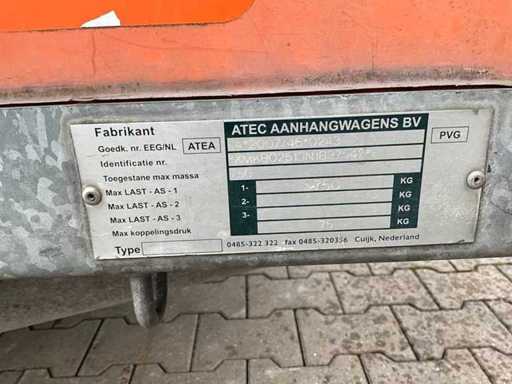 Fabrikant
ATEC AANHANGWAGENS BV
Goedk. nr. EEG/NL ATEA
PVG
Identificatie nr.
Toegestane max massa
Max LAST - AS - 1 1- KG
Max LAST - AS - 2 2- KG
Max LAST - AS - 3 3- KG
Max koppelingsdruk KG
Type
0485-322 322 fax 0485-320356 Cuijk, Nederland